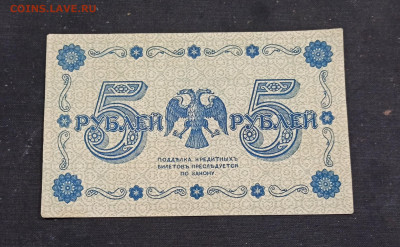 COINS.LAVE.RU
5 5
РУБЛЕЙ РУБЛЕЙ
ПОДДѢЛКА КРЕДИТНЫХЪ
БИЛЕТОВЪ ПРЕСЛѢДУЕТСЯ
ПО ЗАКОНУ